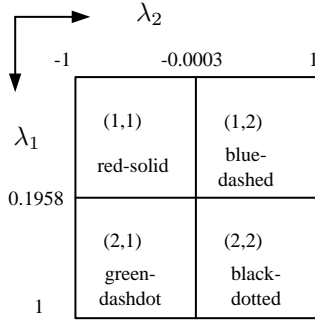 λ2
-1 -0.0003 1
λ1
(1,1) (1,2)
red-solid blue-
dashed
0.1958
(2,1) (2,2)
green- black-
dashdot dotted
1